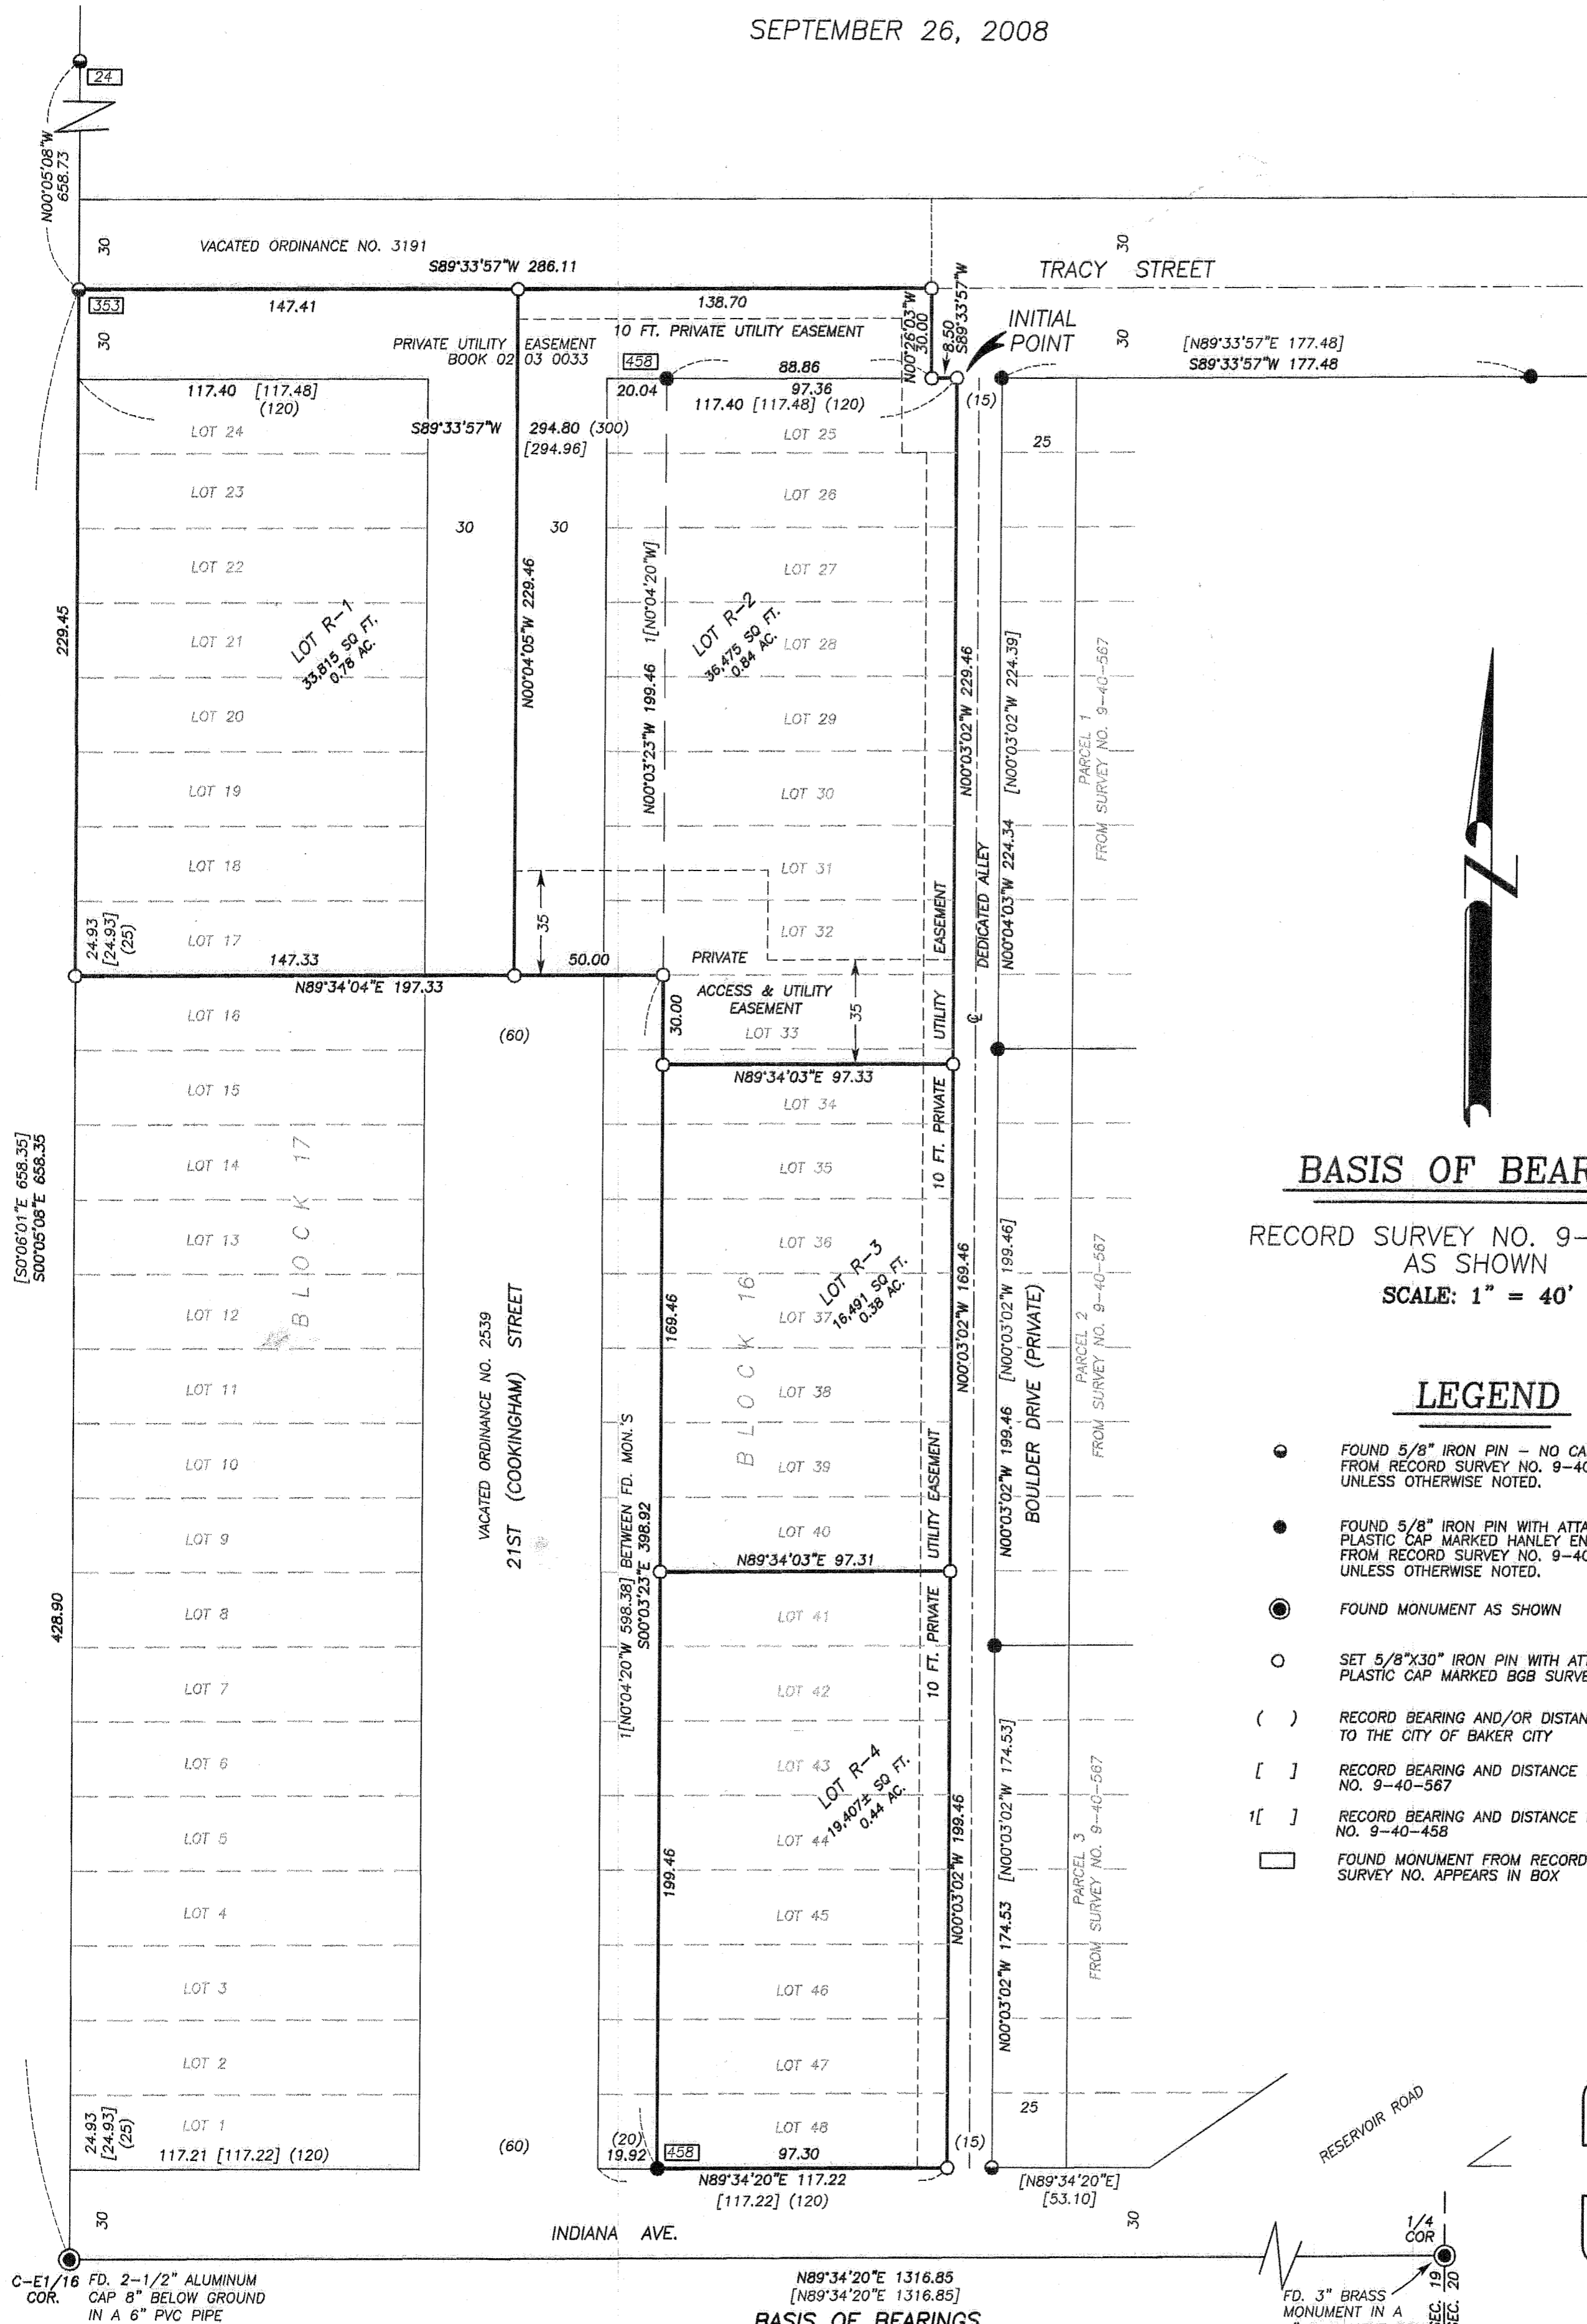 SEPTEMBER 26, 2008
24
N00°05'08"W
658.73
30
VACATED ORDINANCE NO. 3191
S89°33'57"W 286.11
30
TRACY STREET
353
147.41
138.70
N00°26'03"W
30.00
8.50
S89°33'57"W
INITIAL
POINT
30
30
10 FT. PRIVATE UTILITY EASEMENT
PRIVATE UTILITY EASEMENT
BOOK 02 03 0033
458
[N89°33'57"E 177.48]
S89°33'57"W 177.48
117.40 [117.48]
(120)
20.04
88.86
97.36
117.40 [117.48] (120)
(15)
S89°33'57"W 294.80 (300)
[294.96]
25
LOT 24
LOT 23
LOT 22
LOT 21
LOT 20
LOT 19
LOT 18
LOT 17
LOT 25
LOT 26
LOT 27
LOT 28
LOT 29
LOT 30
LOT 31
LOT 32
30
30
229.45
LOT R-1
33,815 SQ FT.
0.78 AC.
N00°04'05"W 229.46
N00°03'23"W 199.46 1[N0°04'20"W]
LOT R-2
36,475 SQ FT.
0.84 AC.
N00°03'02"W 229.46
N00°04'03"W 224.34 [N00°03'02"W 224.39]
PARCEL 1
FROM SURVEY NO. 9-40-567
DEDICATED ALLEY
24.93
[24.93]
(25)
147.33
N89°34'04"E 197.33
35
50.00
PRIVATE
ACCESS & UTILITY
EASEMENT
35
30.00
10 FT. PRIVATE UTILITY EASEMENT
℄
(60)
N89°34'03"E 97.33
LOT 16
LOT 15
LOT 14
LOT 13
LOT 12
LOT 11
LOT 10
LOT 9
LOT 8
LOT 7
LOT 6
LOT 5
LOT 4
LOT 3
LOT 2
LOT 1
BLOCK 17
LOT 33
LOT 34
LOT 35
LOT 36
LOT 37
LOT 38
LOT 39
LOT 40
BLOCK 16
[S0°06'01"E 658.35]
S00°05'08"E 658.35
428.90
VACATED ORDINANCE NO. 2539
21ST (COOKINGHAM) STREET
169.46
LOT R-3
16,491 SQ FT.
0.38 AC.
N00°03'02"W 169.46
N00°03'02"W 199.46 [N00°03'02"W 199.46]
BOULDER DRIVE (PRIVATE)
PARCEL 2
FROM SURVEY NO. 9-40-567
1[N0°04'20"W 598.38] BETWEEN FD. MON.'S
S00°03'23"E 398.92
N89°34'03"E 97.31
10 FT. PRIVATE UTILITY EASEMENT
LOT 41
LOT 42
LOT 43
LOT 44
LOT 45
LOT 46
LOT 47
LOT 48
199.46
LOT R-4
19,407± SQ FT.
0.44 AC.
N00°03'02"W 199.46
N00°03'02"W 174.53 [N00°03'02"W 174.53]
PARCEL 3
FROM SURVEY NO. 9-40-567
24.93
[24.93]
(25)
117.21 [117.22] (120)
(60)
(20)
19.92
458
97.30
N89°34'20"E 117.22
[117.22] (120)
(15)
25
[N89°34'20"E]
[53.10]
RESERVOIR ROAD
30
INDIANA AVE.
30
1/4
COR
C-E1/16
COR.
FD. 2-1/2" ALUMINUM
CAP 8" BELOW GROUND
IN A 6" PVC PIPE
N89°34'20"E 1316.85
[N89°34'20"E 1316.85]
BASIS OF BEARINGS
FD. 3" BRASS
MONUMENT IN A
SEC. 19
SEC. 20
BASIS OF BEAR
RECORD SURVEY NO. 9-
AS SHOWN
SCALE: 1" = 40'
LEGEND
FOUND 5/8" IRON PIN - NO CA
FROM RECORD SURVEY NO. 9-40
UNLESS OTHERWISE NOTED.
FOUND 5/8" IRON PIN WITH ATTA
PLASTIC CAP MARKED HANLEY EN
FROM RECORD SURVEY NO. 9-40
UNLESS OTHERWISE NOTED.
FOUND MONUMENT AS SHOWN
SET 5/8"X30" IRON PIN WITH ATT
PLASTIC CAP MARKED BGB SURVE
( ) RECORD BEARING AND/OR DISTAN
TO THE CITY OF BAKER CITY
[ ] RECORD BEARING AND DISTANCE
NO. 9-40-567
1[ ] RECORD BEARING AND DISTANCE
NO. 9-40-458
FOUND MONUMENT FROM RECORD
SURVEY NO. APPEARS IN BOX